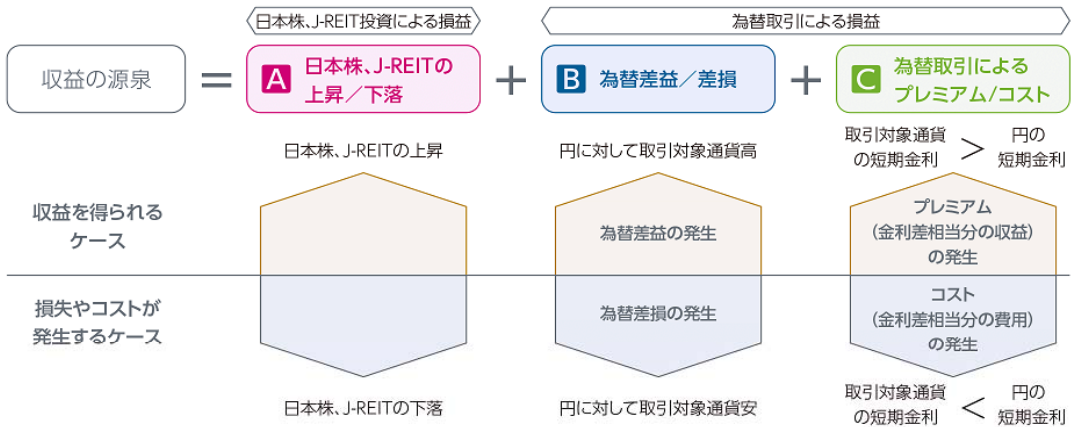 日本株、J-REIT投資による損益
為替取引による損益
収益の源泉
=
A 日本株、J-REITの
上昇／下落
+
B 為替差益／差損
+
C 為替取引による
プレミアム/コスト
日本株、J-REITの上昇
円に対して取引対象通貨高
取引対象通貨
の短期金利
>
円の
短期金利
収益を得られる
ケース
為替差益の発生
プレミアム
(金利差相当分の収益)
の発生
損失やコストが
発生するケース
為替差損の発生
コスト
(金利差相当分の費用)
の発生
日本株、J-REITの下落
円に対して取引対象通貨安
取引対象通貨
の短期金利
<
円の
短期金利